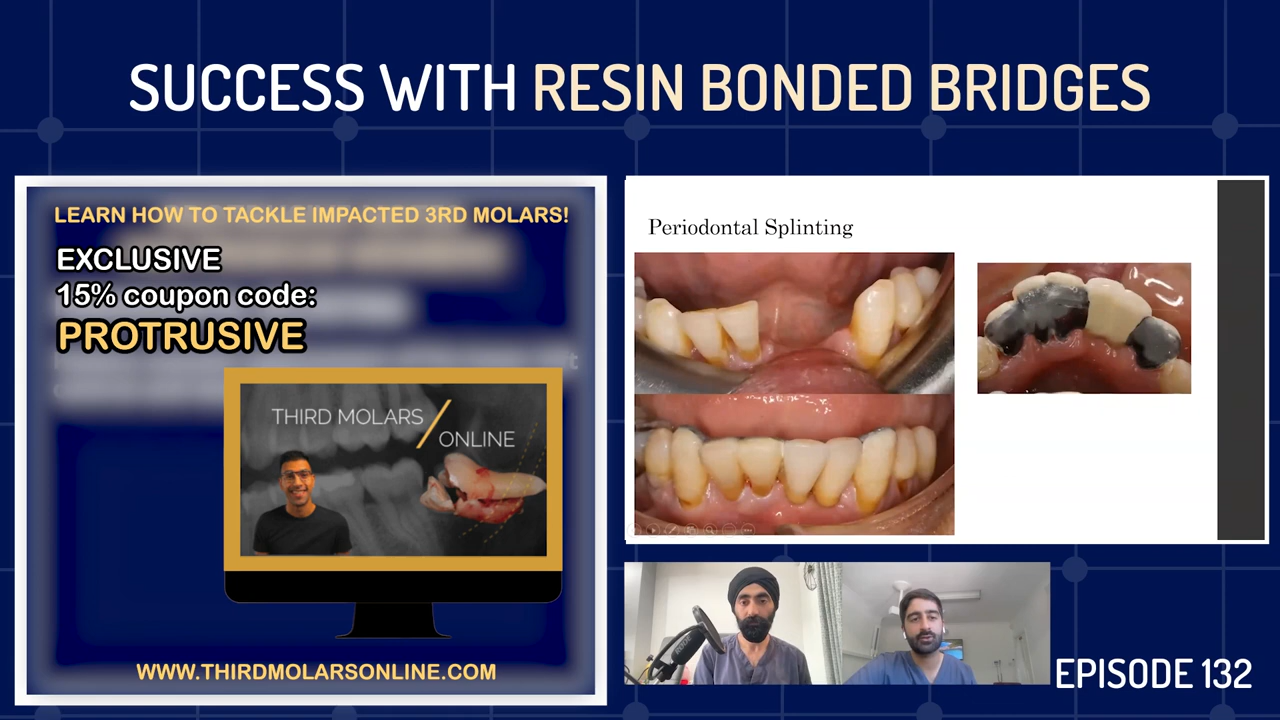 SUCCESS WITH RESIN BONDED BRIDGES
LEARN HOW TO TACKLE IMPACTED 3RD MOLARS!
EXCLUSIVE
15% coupon code:
PROTRUSIVE
THIRD MOLARS
ONLINE
WWW.THIRDMOLARSONLINE.COM
Periodontal Splinting
EPISODE 132